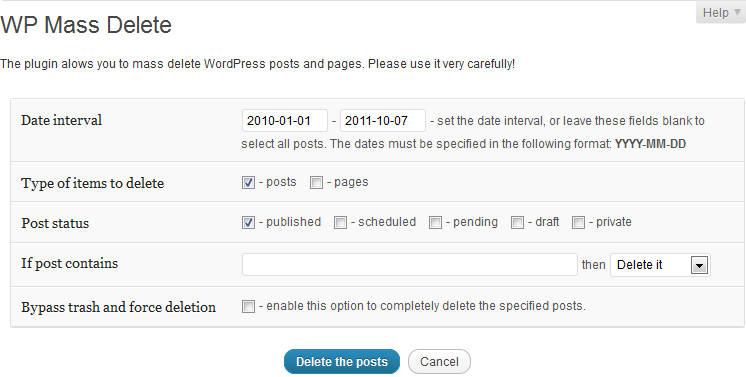 Help
WP Mass Delete
The plugin allows you to mass delete WordPress posts and pages. Please use it very carefully!
Date interval 2010-01-01 - 2011-10-07 - set the date interval, or leave these fields blank to
select all posts. The dates must be specified in the following format: YYYY-MM-DD
Type of items to delete - posts - pages
Post status - published - scheduled - pending - draft - private
If post contains then Delete it
Bypass trash and force deletion - enable this option to completely delete the specified posts.
Delete the posts Cancel